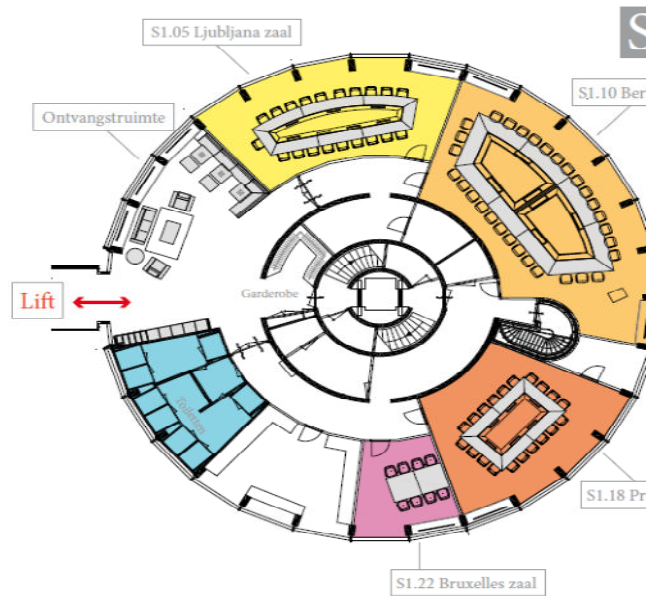 S1.05 Ljubljana zaal
S
S1.10 Ber
Ontvangstruimte
Lift
Garderobe
Toiletten
S1.18 Pr
S1.22 Bruxelles zaal